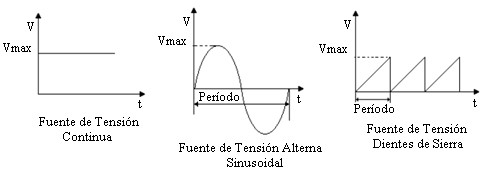 V
Vmax
t
Fuente de Tensión
Continua
V
Vmax
Período
t
Fuente de Tensión Alterna
Sinusoidal
V
Vmax
t
Período
Fuente de Tensión
Dientes de Sierra